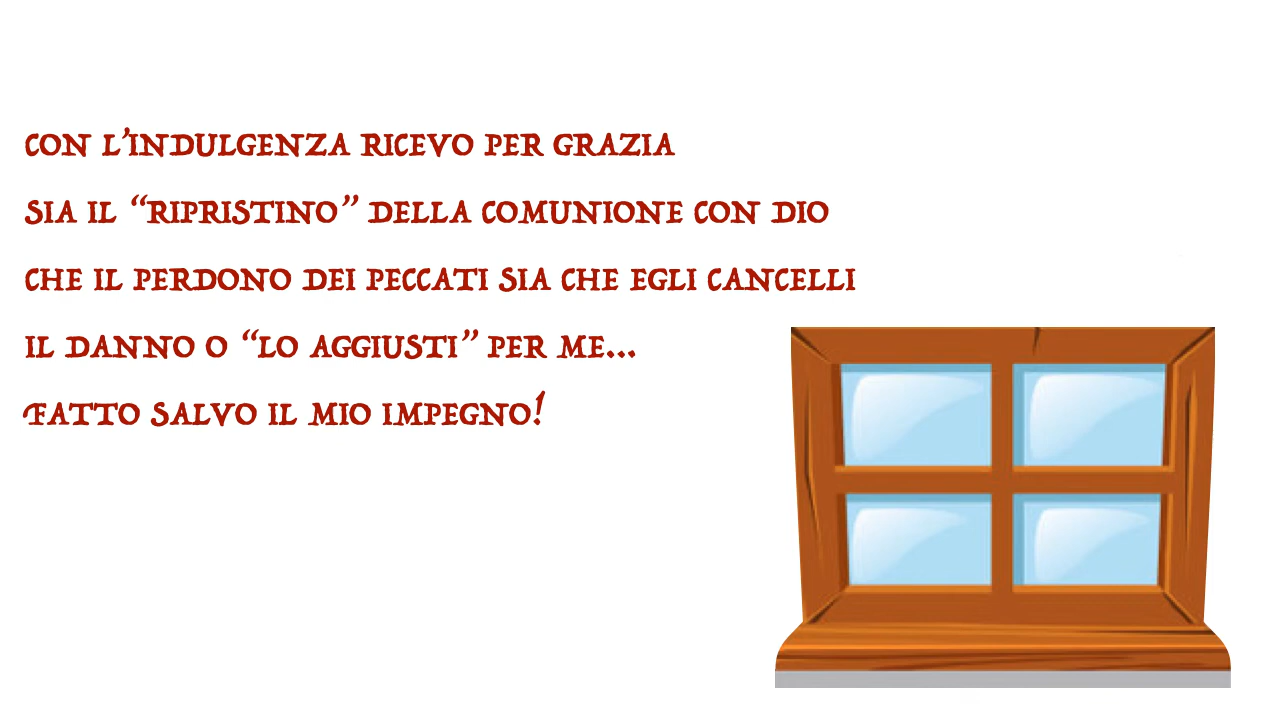 CON L'INDULGENZA RICEVO PER GRAZIA
SIA IL “RIPRISTINO” DELLA COMUNIONE CON DIO
CHE IL PERDONO DEI PECCATI SIA CHE EGLI CANCELLI
IL DANNO O “LO AGGIUSTI” PER ME...
FATTO SALVO IL MIO IMPEGNO!